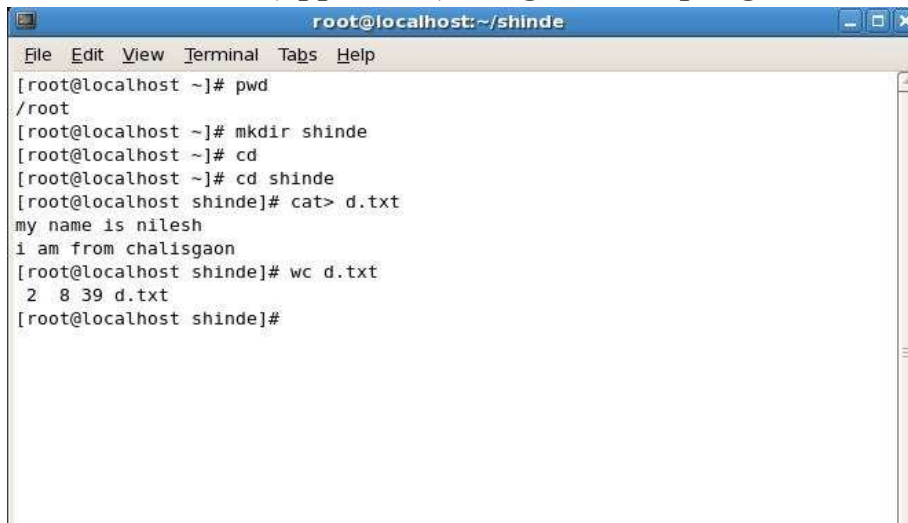 root@localhost:~/shinde
File Edit View Terminal Tabs Help
[root@localhost ~]# pwd
/root
[root@localhost ~]# mkdir shinde
[root@localhost ~]# cd
[root@localhost ~]# cd shinde
[root@localhost shinde]# cat> d.txt
my name is nilesh
i am from chalisgaon
[root@localhost shinde]# wc d.txt
 2  8 39 d.txt
[root@localhost shinde]#